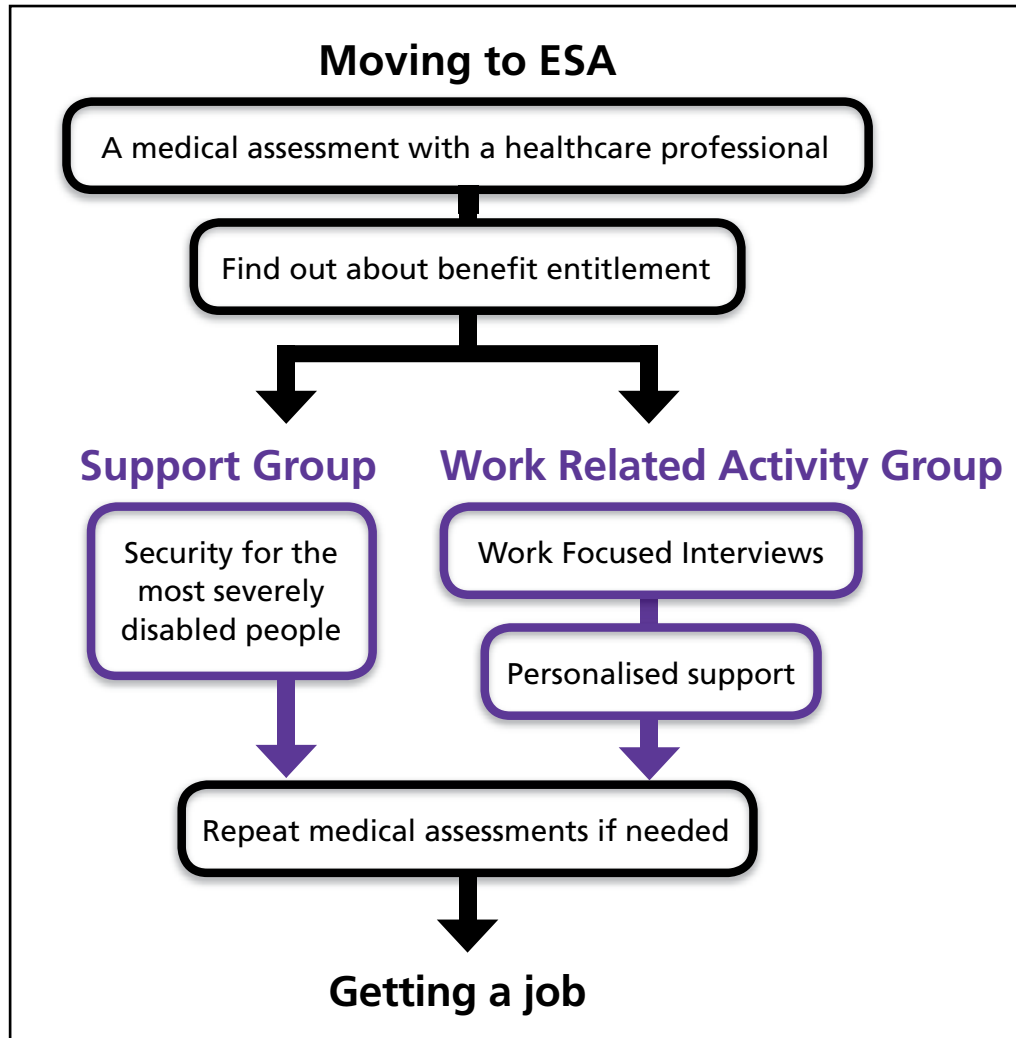 Moving to ESA
A medical assessment with a healthcare professional
Find out about benefit entitlement
Support Group
Work Related Activity Group
Security for the
most severely
disabled people
Work Focused Interviews
Personalised support
Repeat medical assessments if needed
Getting a job